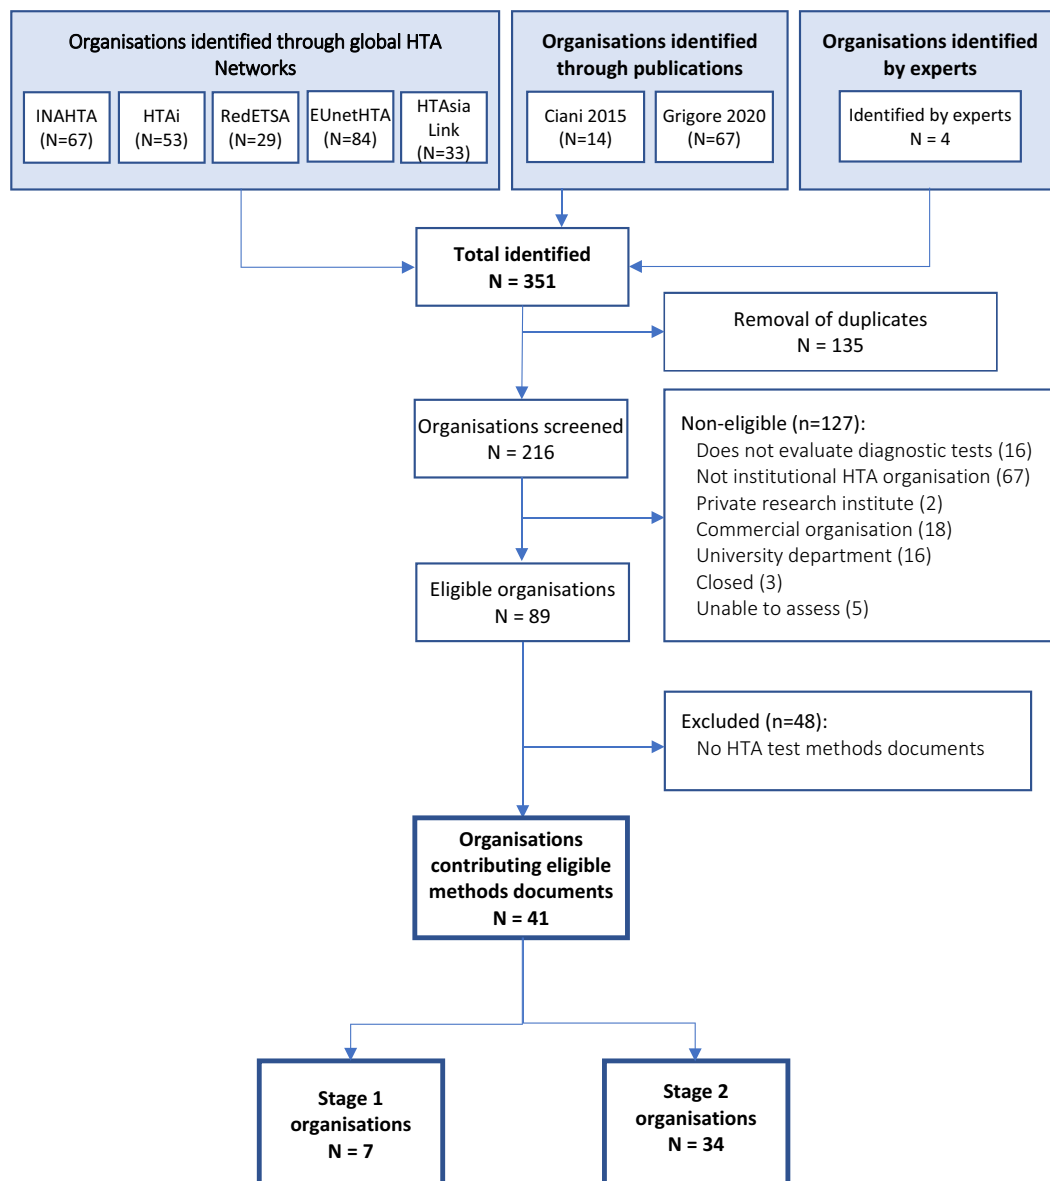 Organisations identified through global HTA
Networks
INAHTA
(N=67)
HTAi
(N=53)
RedETSA
(N=29)
EUnetHTA
(N=84)
HTAsia
Link
(N=33)
Organisations identified
through publications
Ciani 2015
(N=14)
Grigore 2020
(N=67)
Organisations identified
by experts
Identified by experts
N = 4
Total identified
N = 351
Removal of duplicates
N = 135
Organisations screened
N = 216
Non-eligible (n=127):
Does not evaluate diagnostic tests (16)
Not institutional HTA organisation (67)
Private research institute (2)
Commercial organisation (18)
University department (16)
Closed (3)
Unable to assess (5)
Eligible organisations
N = 89
Excluded (n=48):
No HTA test methods documents
Organisations
contributing eligible
methods documents
N = 41
Stage 1
organisations
N = 7
Stage 2
organisations
N = 34